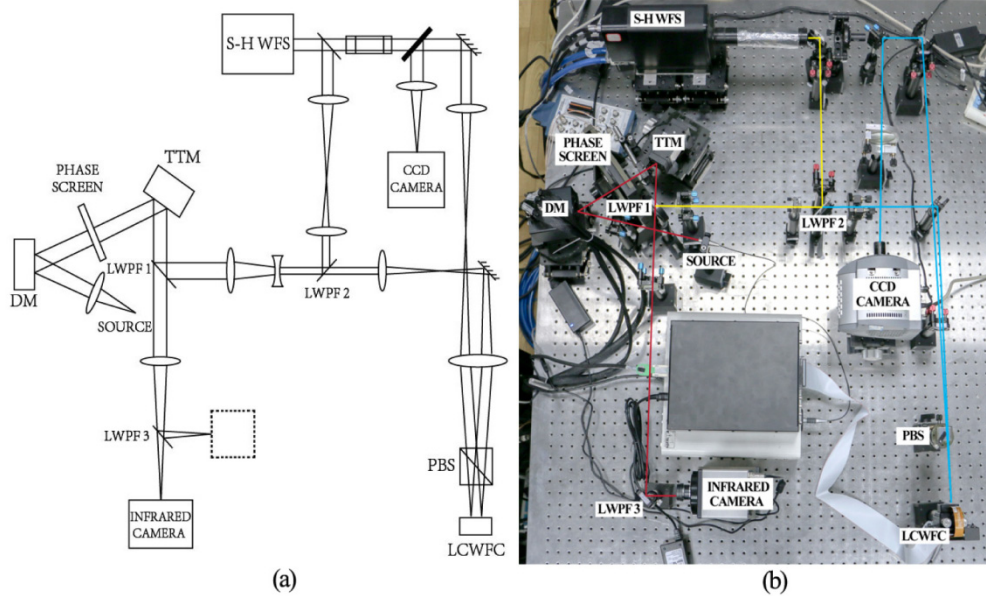 S-H WFS
CCD
CAMERA
PHASE
SCREEN
TTM
LWPF 1
DM
SOURCE
LWPF 2
LWPF 3
PBS
INFRARED
CAMERA
LCWFC
(a)
S-H WFS
PHASE
SCREEN
TTM
DM
LWPF 1
LWPF 2
SOURCE
CCD
CAMERA
PBS
INFRARED
CAMERA
LWPF 3
LCWFC
(b)